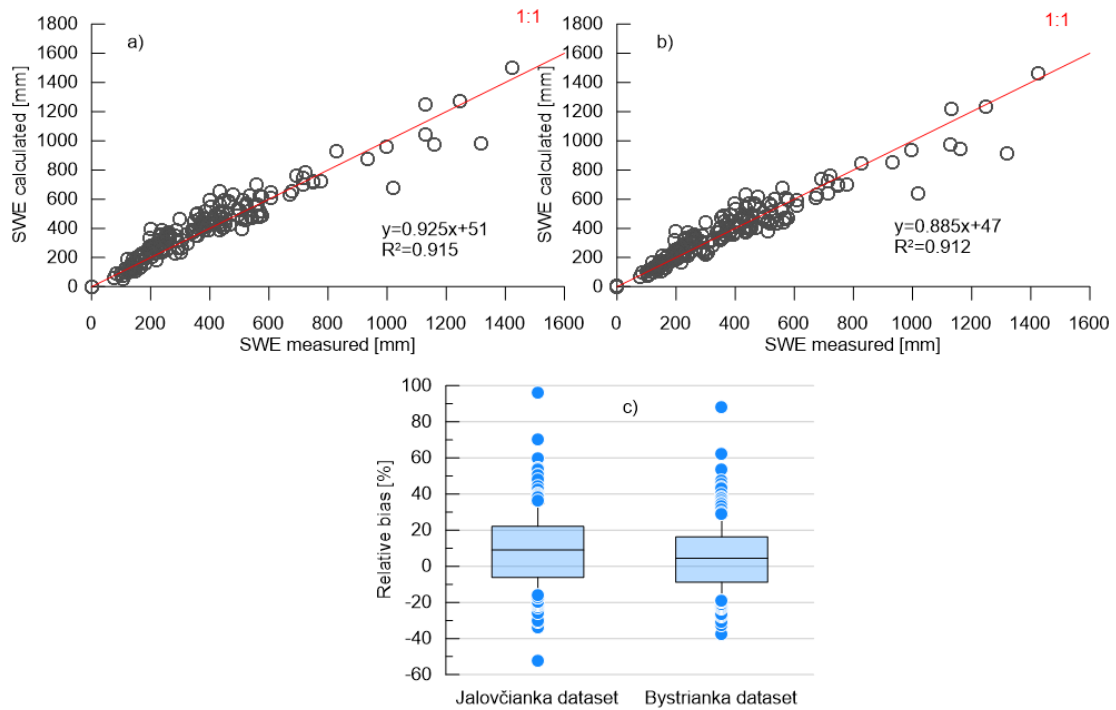 1:1
a)
1800
1600
1400
1200
1000
800
600
400
200
0
SWE calculated [mm]
y=0.925x+51
R²=0.915
0 200 400 600 800 1000 1200 1400 1600
SWE measured [mm]
1:1
b)
1800
1600
1400
1200
1000
800
600
400
200
0
SWE calculated [mm]
y=0.885x+47
R²=0.912
0 200 400 600 800 1000 1200 1400 1600
SWE measured [mm]
c)
100
80
60
40
20
0
-20
-40
-60
Relative bias [%]
Jalovčianka dataset Bystrianka dataset